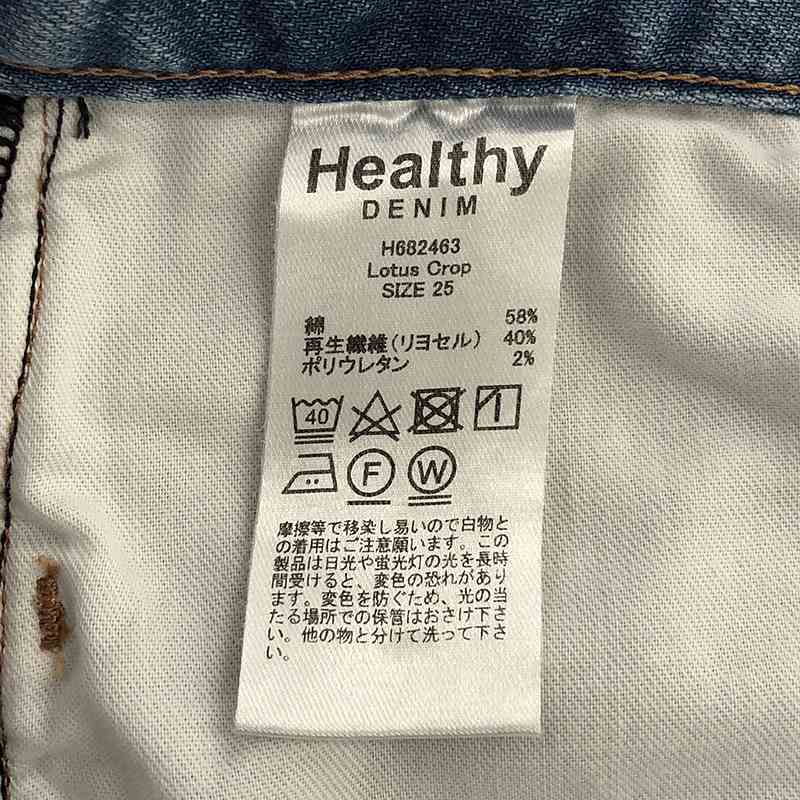 Healthy
DENIM
H682463
Lotus Crop
SIZE 25
綿 58%
再生繊維(リヨセル) 40%
ポリウレタン 2%
40
F W
摩擦等で移染し易いので白物と
の着用はご注意願います。この
製品は日光や蛍光灯の光を長時
間受けると、変色の恐れがあり
ます。変色を防ぐため、光の当
たる場所での保管はおさけ下さ
い。他の物と分けて洗って下さ
い。